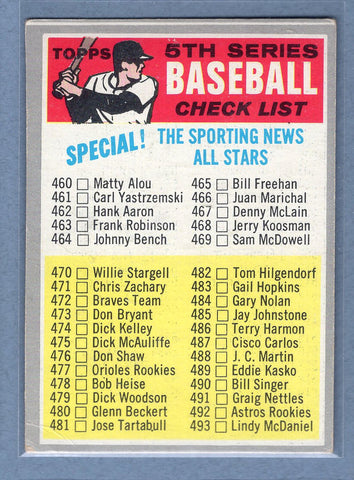 TOPPS 5TH SERIES
BASEBALL
CHECK LIST
SPECIAL! THE SPORTING NEWS
ALL STARS
460 Matty Alou
461 Carl Yastrzemski
462 Hank Aaron
463 Frank Robinson
464 Johnny Bench
465 Bill Freehan
466 Juan Marichal
467 Denny McLain
468 Jerry Koosman
469 Sam McDowell
470 Willie Stargell
471 Chris Zachary
472 Braves Team
473 Don Bryant
474 Dick Kelley
475 Dick McAuliffe
476 Don Shaw
477 Orioles Rookies
478 Bob Heise
479 Dick Woodson
480 Glenn Beckert
481 Jose Tartabull
482 Tom Hilgendorf
483 Gail Hopkins
484 Gary Nolan
485 Jay Johnstone
486 Terry Harmon
487 Cisco Carlos
488 J. C. Martin
489 Eddie Kasko
490 Bill Singer
491 Graig Nettles
492 Astros Rookies
493 Lindy McDaniel